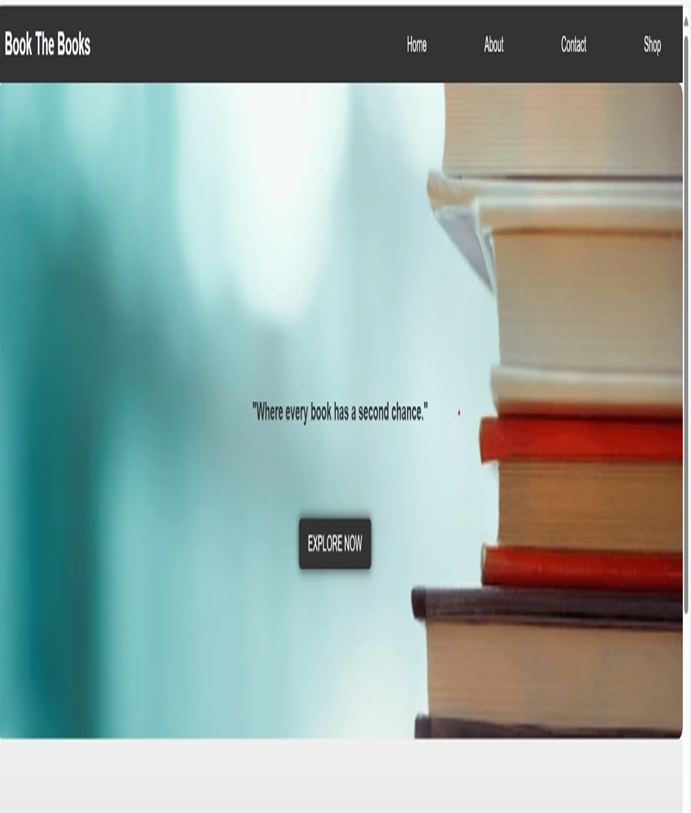 Book The Books
Home About Contact Shop
"Where every book has a second chance."
EXPLORE NOW